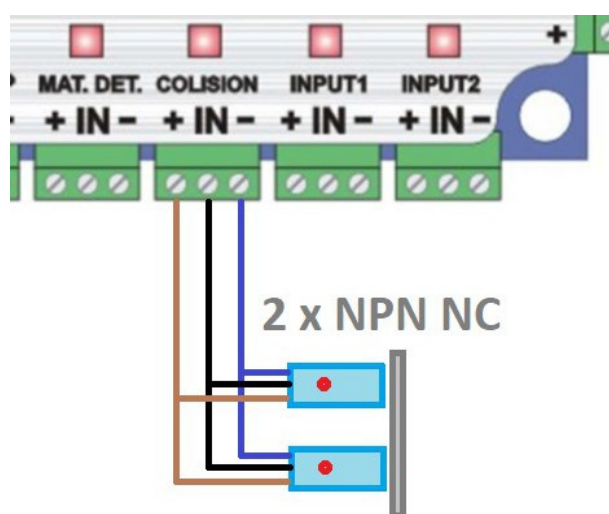 +
MAT. DET. COLISION INPUT1 INPUT2
+ IN - + IN - + IN - + IN -
2 x NPN NC